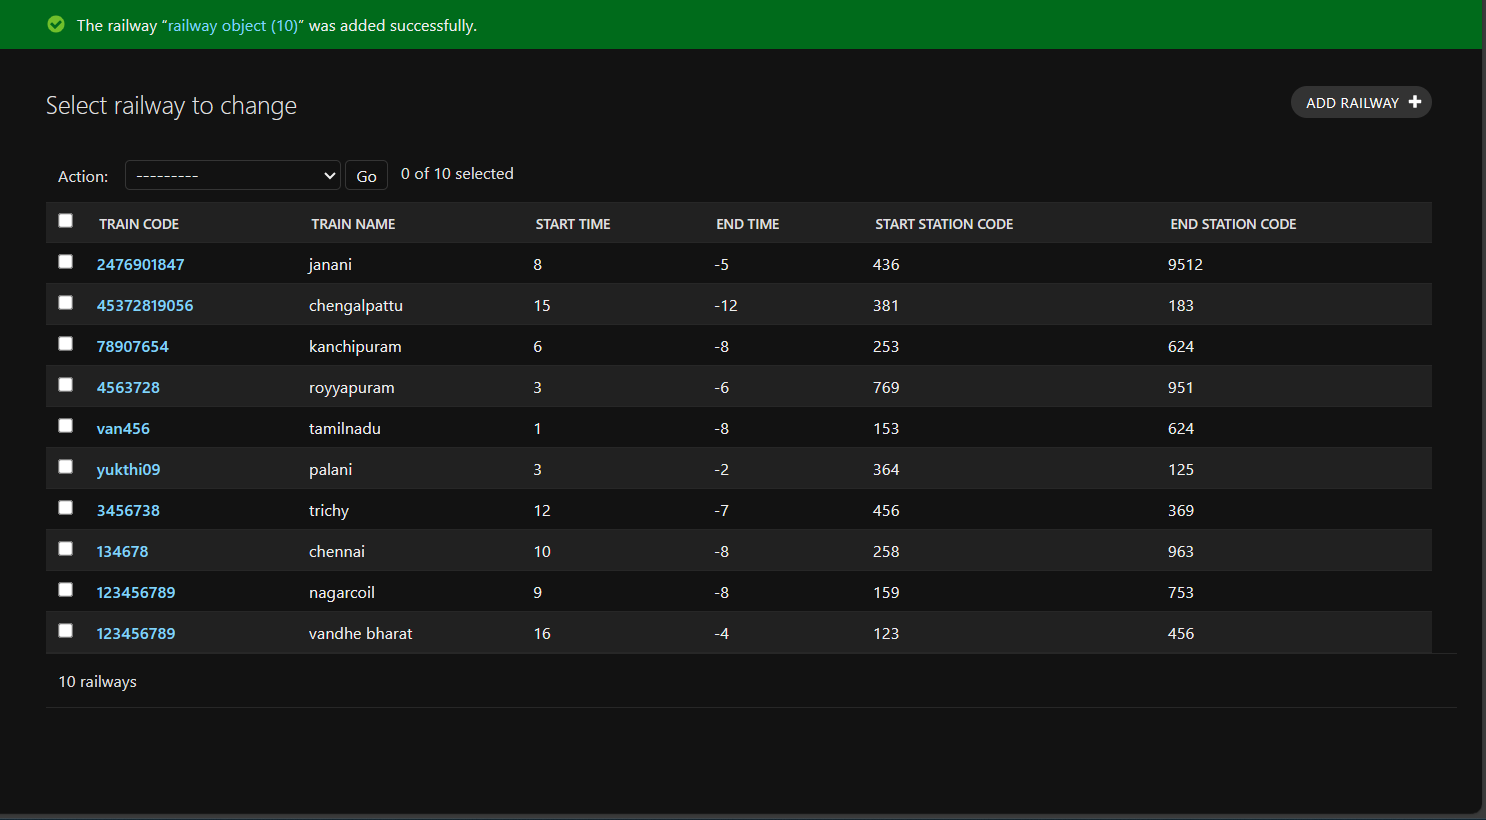 The railway “railway object (10)” was added successfully.
Select railway to change
ADD RAILWAY
Action: --------- Go 0 of 10 selected
TRAIN CODE TRAIN NAME START TIME END TIME START STATION CODE END STATION CODE
2476901847 janani 8 -5 436 9512
45372819056 chengalpattu 15 -12 381 183
78907654 kanchipuram 6 -8 253 624
4563728 royyapuram 3 -6 769 951
van456 tamilnadu 1 -8 153 624
yukthi09 palani 3 -2 364 125
3456738 trichy 12 -7 456 369
134678 chennai 10 -8 258 963
123456789 nagarcoil 9 -8 159 753
123456789 vandhe bharat 16 -4 123 456
10 railways